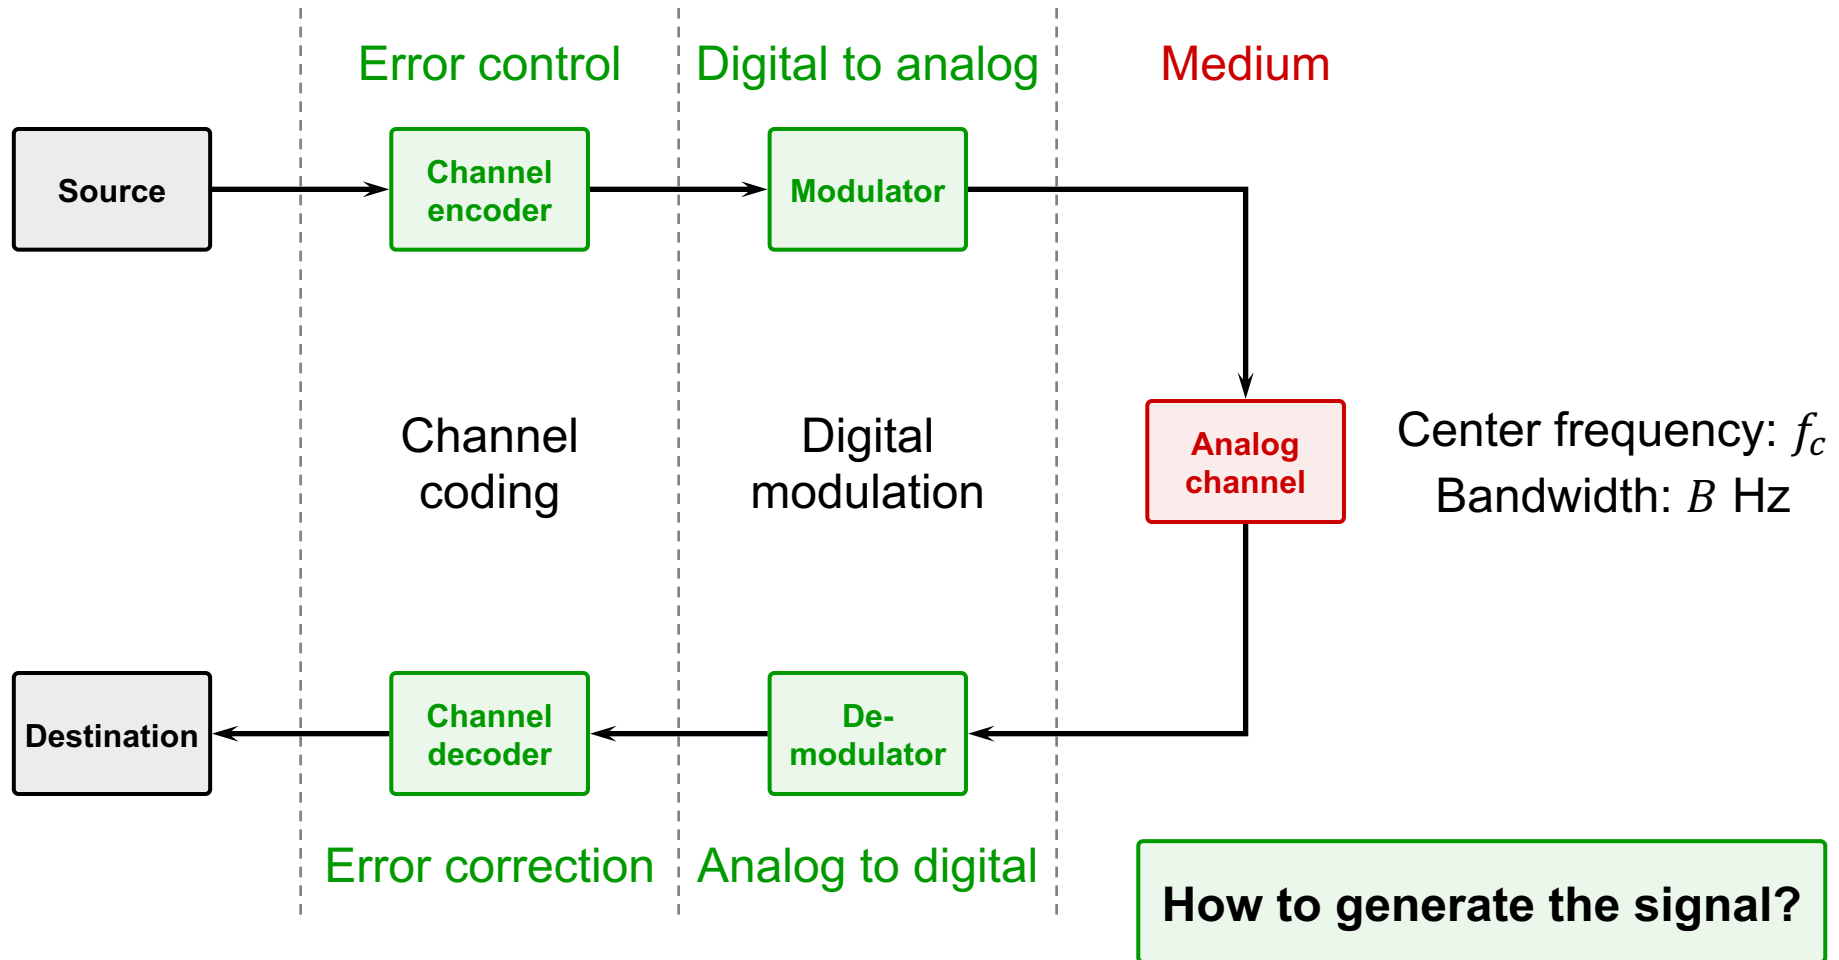 Error control
Digital to analog
Medium
Source
Channel
encoder
Modulator
Channel
coding
Digital
modulation
Analog
channel
Center frequency: f_c
Bandwidth: B Hz
Destination
Channel
decoder
De-
modulator
Error correction
Analog to digital
How to generate the signal?